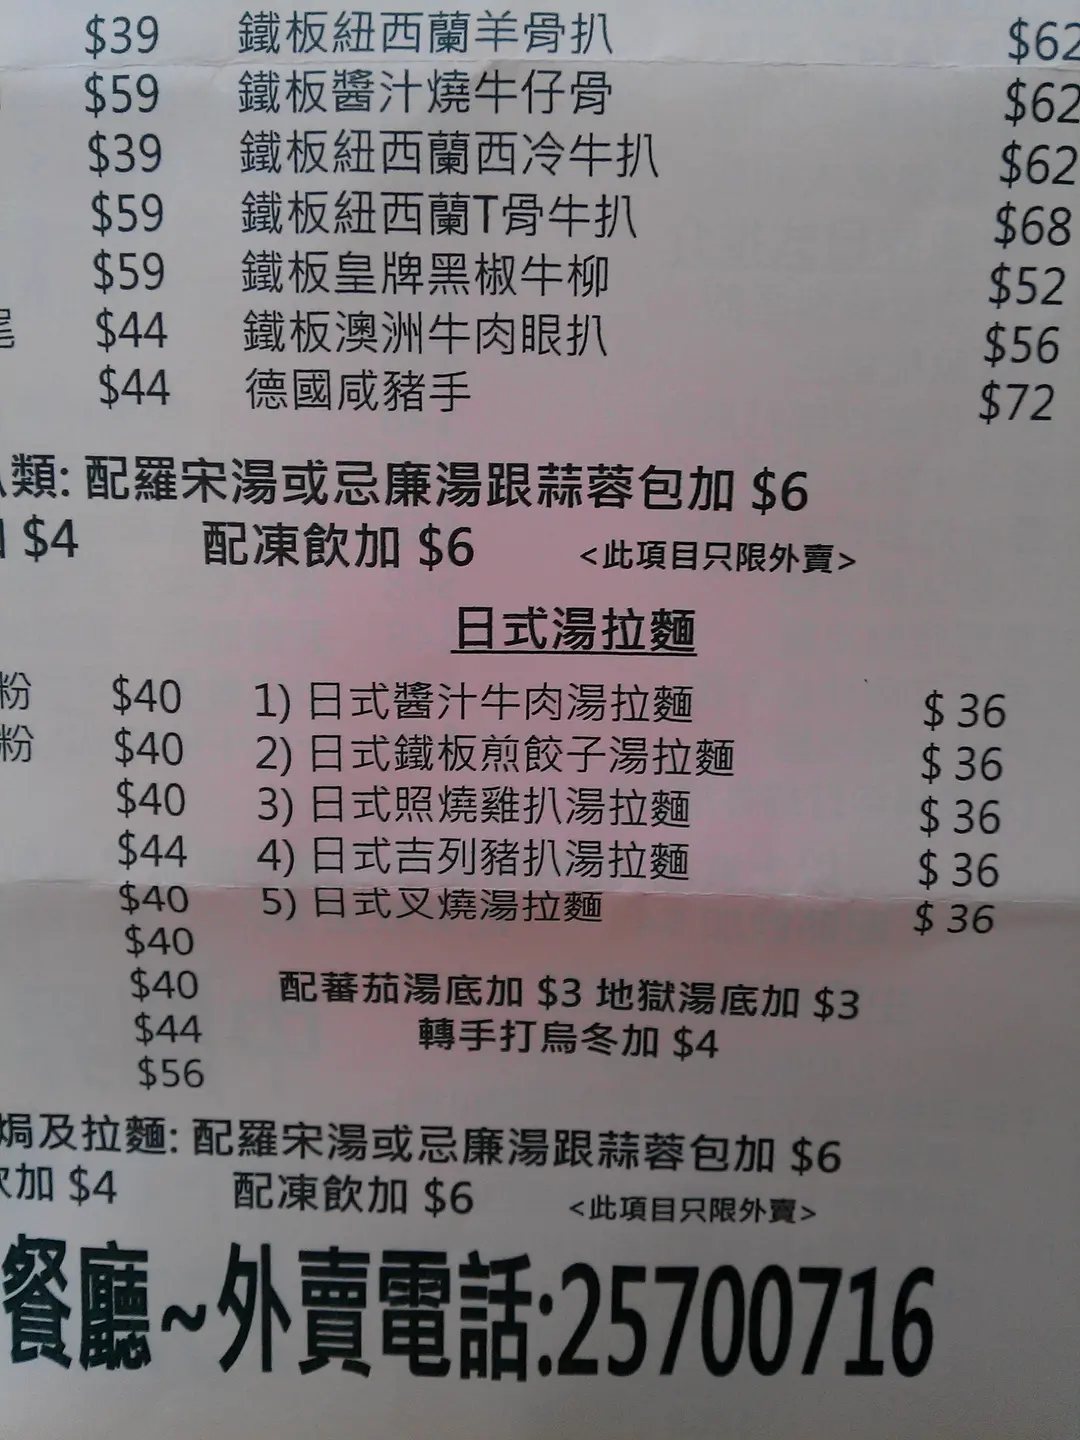 $39 鐵板紐西蘭羊骨扒 $62
$59 鐵板醬汁燒牛仔骨 $62
$39 鐵板紐西蘭西冷牛扒 $62
$59 鐵板紐西蘭T骨牛扒 $68
$59 鐵板皇牌黑椒牛柳 $52
尾 $44 鐵板澳洲牛肉眼扒 $56
$44 德國咸豬手 $72
類: 配羅宋湯或忌廉湯跟蒜蓉包加 $6
$4 配凍飲加 $6 <此項目只限外賣>
日式湯拉麵
粉 $40 1) 日式醬汁牛肉湯拉麵 $ 36
粉 $40 2) 日式鐵板煎餃子湯拉麵 $ 36
$40 3) 日式照燒雞扒湯拉麵 $ 36
$44 4) 日式吉列豬扒湯拉麵 $ 36
$40 5) 日式叉燒湯拉麵 $ 36
$40
$40 配蕃茄湯底加 $3 地獄湯底加 $3
$44 轉手打烏冬加 $4
$56
焗及拉麵: 配羅宋湯或忌廉湯跟蒜蓉包加 $6
加 $4 配凍飲加 $6 <此項目只限外賣>
餐廳~外賣電話:25700716